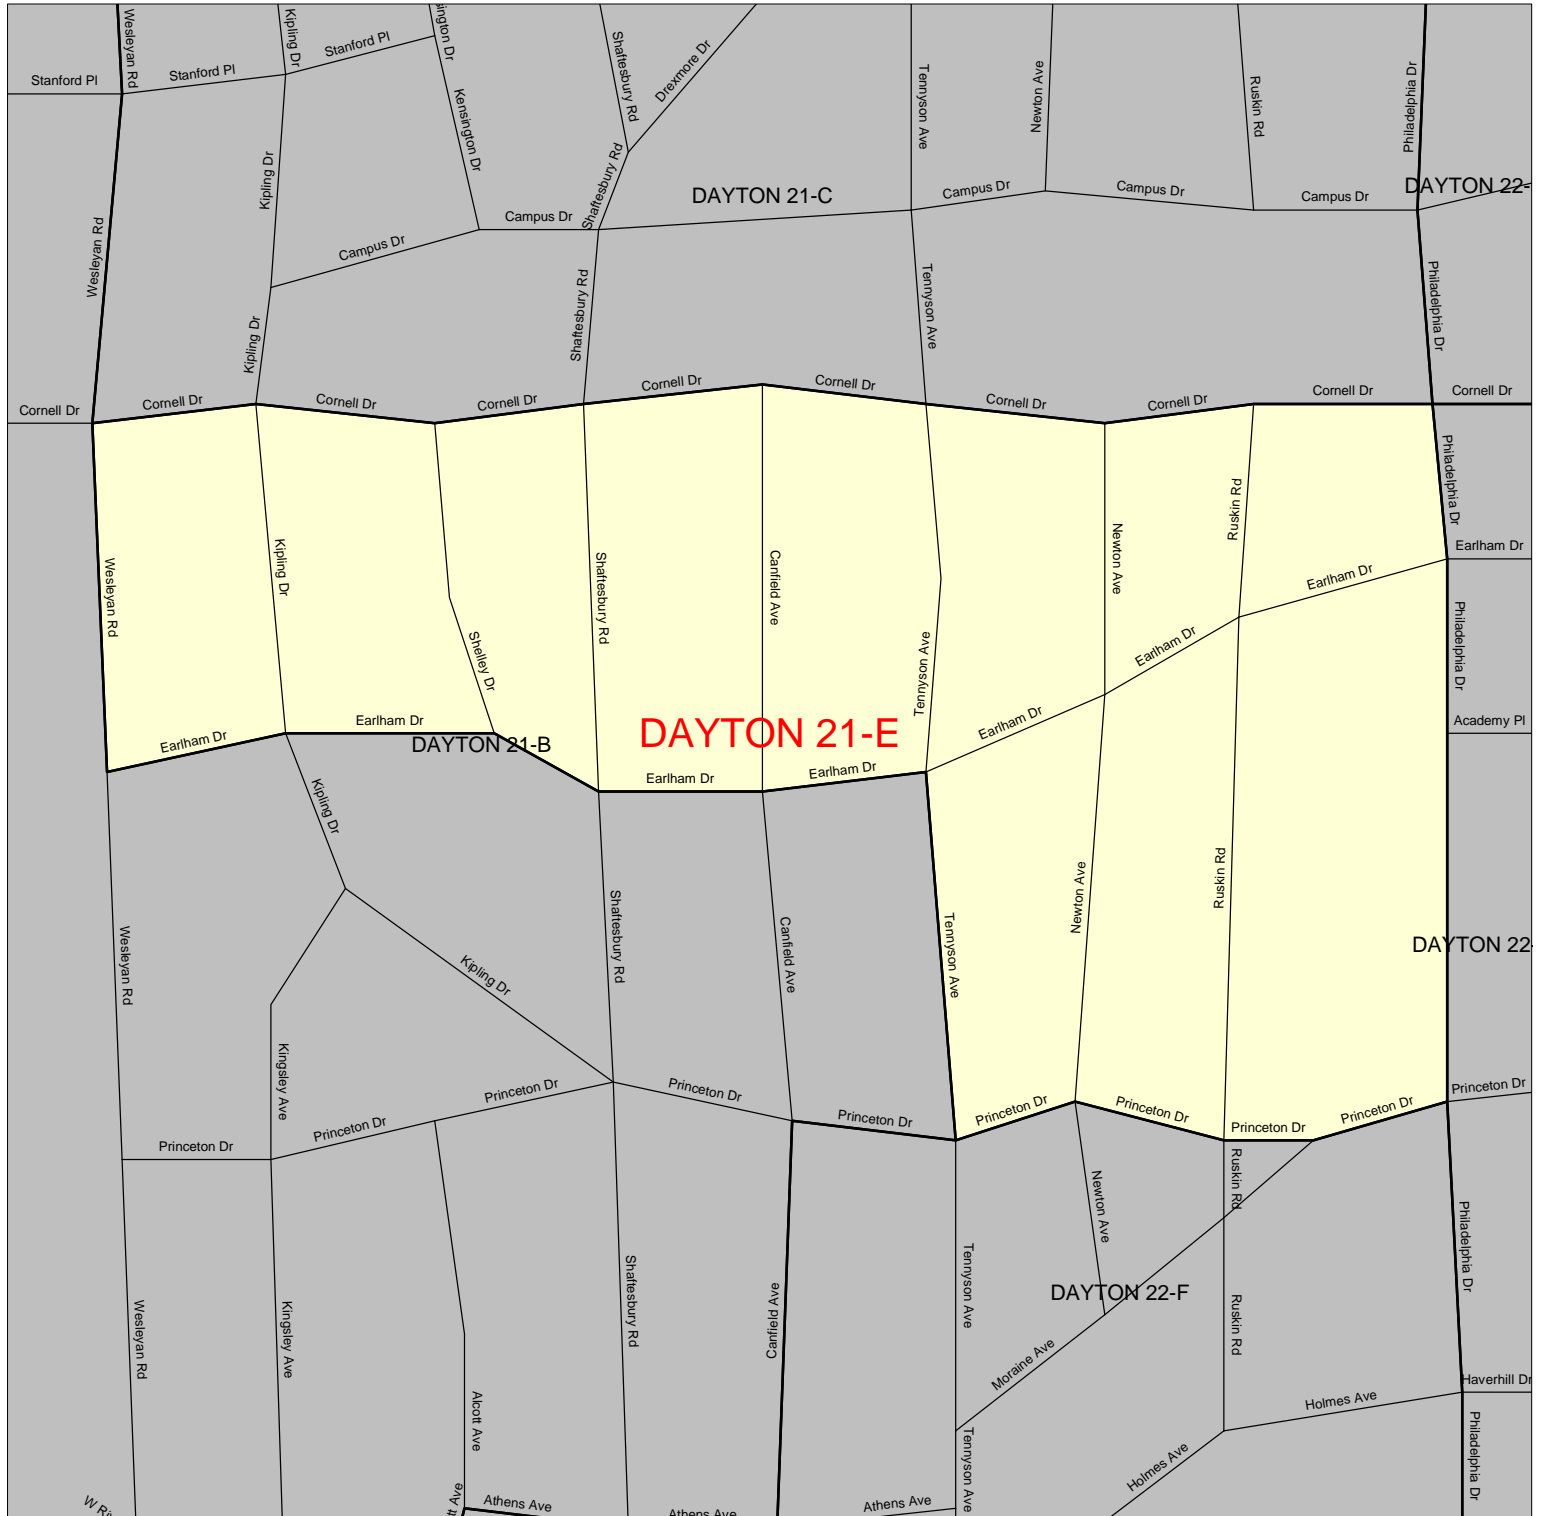 Wesleyan Rd
Kipling Dr
Stanford Pl
Shaftesbury Rd
Drexmore Dr
Tennyson Ave
Newton Ave
Ruskin Rd
Philadelphia Dr
Stanford Pl
Stanford Pl
Kensington Dr
Kipling Dr
Shaftesbury Rd
DAYTON 21-C
Campus Dr
Campus Dr
Campus Dr
DAYTON 22-
Campus Dr
Campus Dr
Wesleyan Rd
Kipling Dr
Shaftesbury Rd
Tennyson Ave
Philadelphia Dr
Cornell Dr
Cornell Dr
Cornell Dr
Cornell Dr
Cornell Dr
Cornell Dr
Cornell Dr
Cornell Dr
Cornell Dr
Cornell Dr
Philadelphia Dr
Ruskin Rd
Earlham Dr
Wesleyan Rd
Kipling Dr
Shaftesbury Rd
Canfield Ave
Newton Ave
Earlham Dr
Shelley Dr
Tennyson Ave
Earlham Dr
Philadelphia Dr
Earlham Dr
Earlham Dr
DAYTON 21-B
DAYTON 21-E
Earlham Dr
Academy Pl
Earlham Dr
Earlham Dr
Kipling Dr
Shaftesbury Rd
Canfield Ave
Tennyson Ave
Newton Ave
Ruskin Rd
DAYTON 22-
Wesleyan Rd
Kipling Dr
Kingsley Ave
Princeton Dr
Princeton Dr
Princeton Dr
Princeton Dr
Princeton Dr
Princeton Dr
Princeton Dr
Princeton Dr
Princeton Dr
Princeton Dr
Ruskin Rd
Newton Ave
Philadelphia Dr
DAYTON 22-F
Wesleyan Rd
Kingsley Ave
Shaftesbury Rd
Canfield Ave
Tennyson Ave
Ruskin Rd
Moraine Ave
Haverhill Dr
Holmes Ave
Alcott Ave
Tennyson Ave
Holmes Ave
Philadelphia Dr
Athens Ave
Athens Ave
Athens Ave